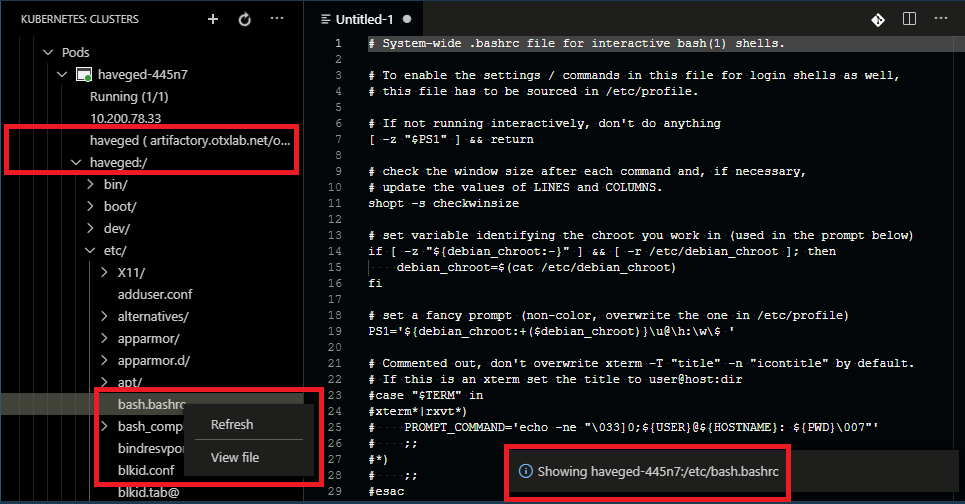 KUBERNETES: CLUSTERS
Pods
haveged-445n7
Running (1/1)
10.200.78.33
haveged ( artifactory.otxlab.net/o...
haveged:/
bin/
boot/
dev/
etc/
X11/
adduser.conf
alternatives/
apparmor/
apparmor.d/
apt/
bash.bashrc
bash_comp
bindresvpor
blkid.conf
blkid.tab@
Refresh
View file
Untitled-1
1 # System-wide .bashrc file for interactive bash(1) shells.
2
3 # To enable the settings / commands in this file for login shells as well,
4 # this file has to be sourced in /etc/profile.
5
6 # If not running interactively, don't do anything
7 [ -z "$PS1" ] && return
8
9 # check the window size after each command and, if necessary,
10 # update the values of LINES and COLUMNS.
11 shopt -s checkwinsize
12
13 # set variable identifying the chroot you work in (used in the prompt below)
14 if [ -z "${debian_chroot:-}" ] && [ -r /etc/debian_chroot ]; then
15 debian_chroot=$(cat /etc/debian_chroot)
16 fi
17
18 # set a fancy prompt (non-color, overwrite the one in /etc/profile)
19 PS1='${debian_chroot:+($debian_chroot)}\u@\h:\w\$ '
20
21 # Commented out, don't overwrite xterm -T "title" -n "icontitle" by default.
22 # If this is an xterm set the title to user@host:dir
23 #case "$TERM" in
24 #xterm*|rxvt*)
25 # PROMPT_COMMAND='echo -ne "\033]0;${USER}@${HOSTNAME}: ${PWD}\007"'
26 # ;;
27 #*)
28 # ;;
29 #esac
Showing haveged-445n7:/etc/bash.bashrc